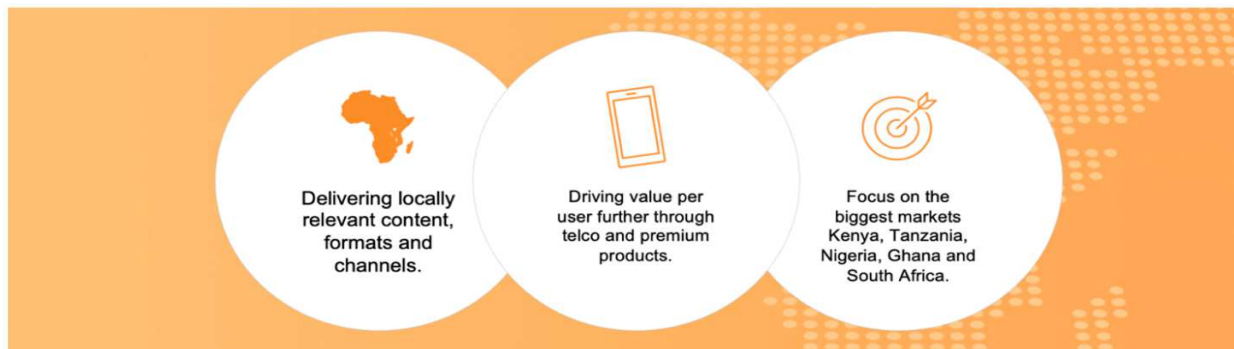 Delivering locally
relevant content,
formats and
channels.
Driving value per
user further through
telco and premium
products.
Focus on the
biggest markets
Kenya, Tanzania,
Nigeria, Ghana and
South Africa.